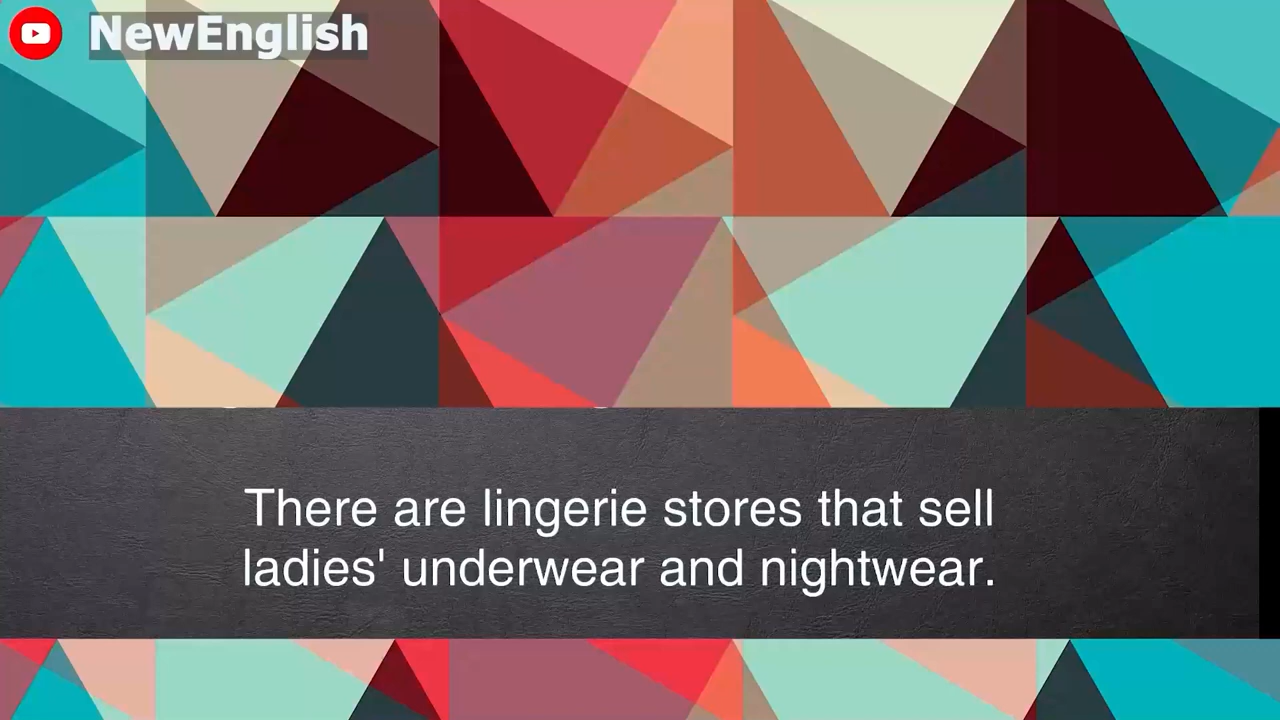 NewEnglish
There are lingerie stores that sell
ladies' underwear and nightwear.